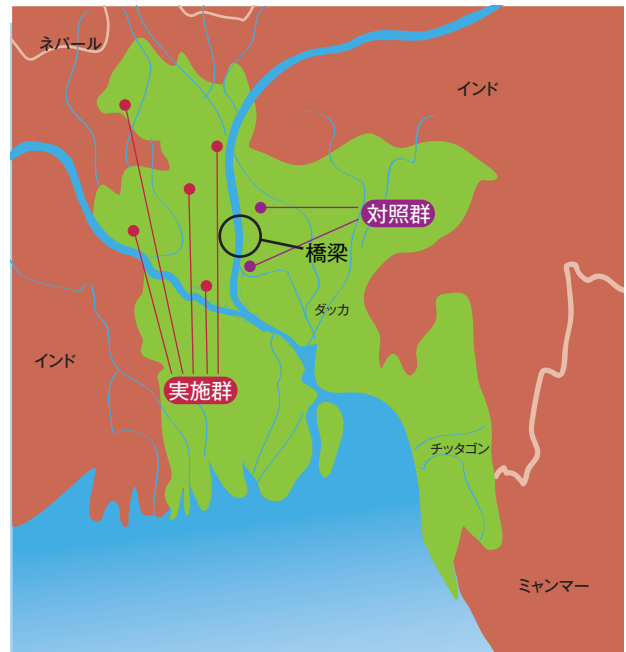 ネパール
インド
対照群
橋梁
ダッカ
インド
実施群
チッタゴン
ミャンマー